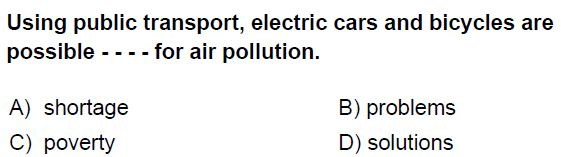 Using public transport, electric cars and bicycles are
possible - - - - for air pollution.
A) shortage
B) problems
C) poverty
D) solutions